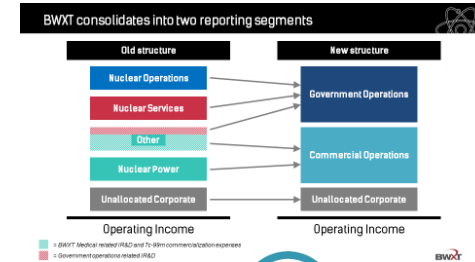 BWXT consolidates into two reporting segments
Old structure
New structure
Nuclear Operations
Nuclear Services
Other
Nuclear Power
Unallocated Corporate
Government Operations
Commercial Operations
Unallocated Corporate
Operating Income
Operating Income
= BWXT Medical related IR&D and Tc-99m commercialization expenses
= Government operations related IR&D
BWXT